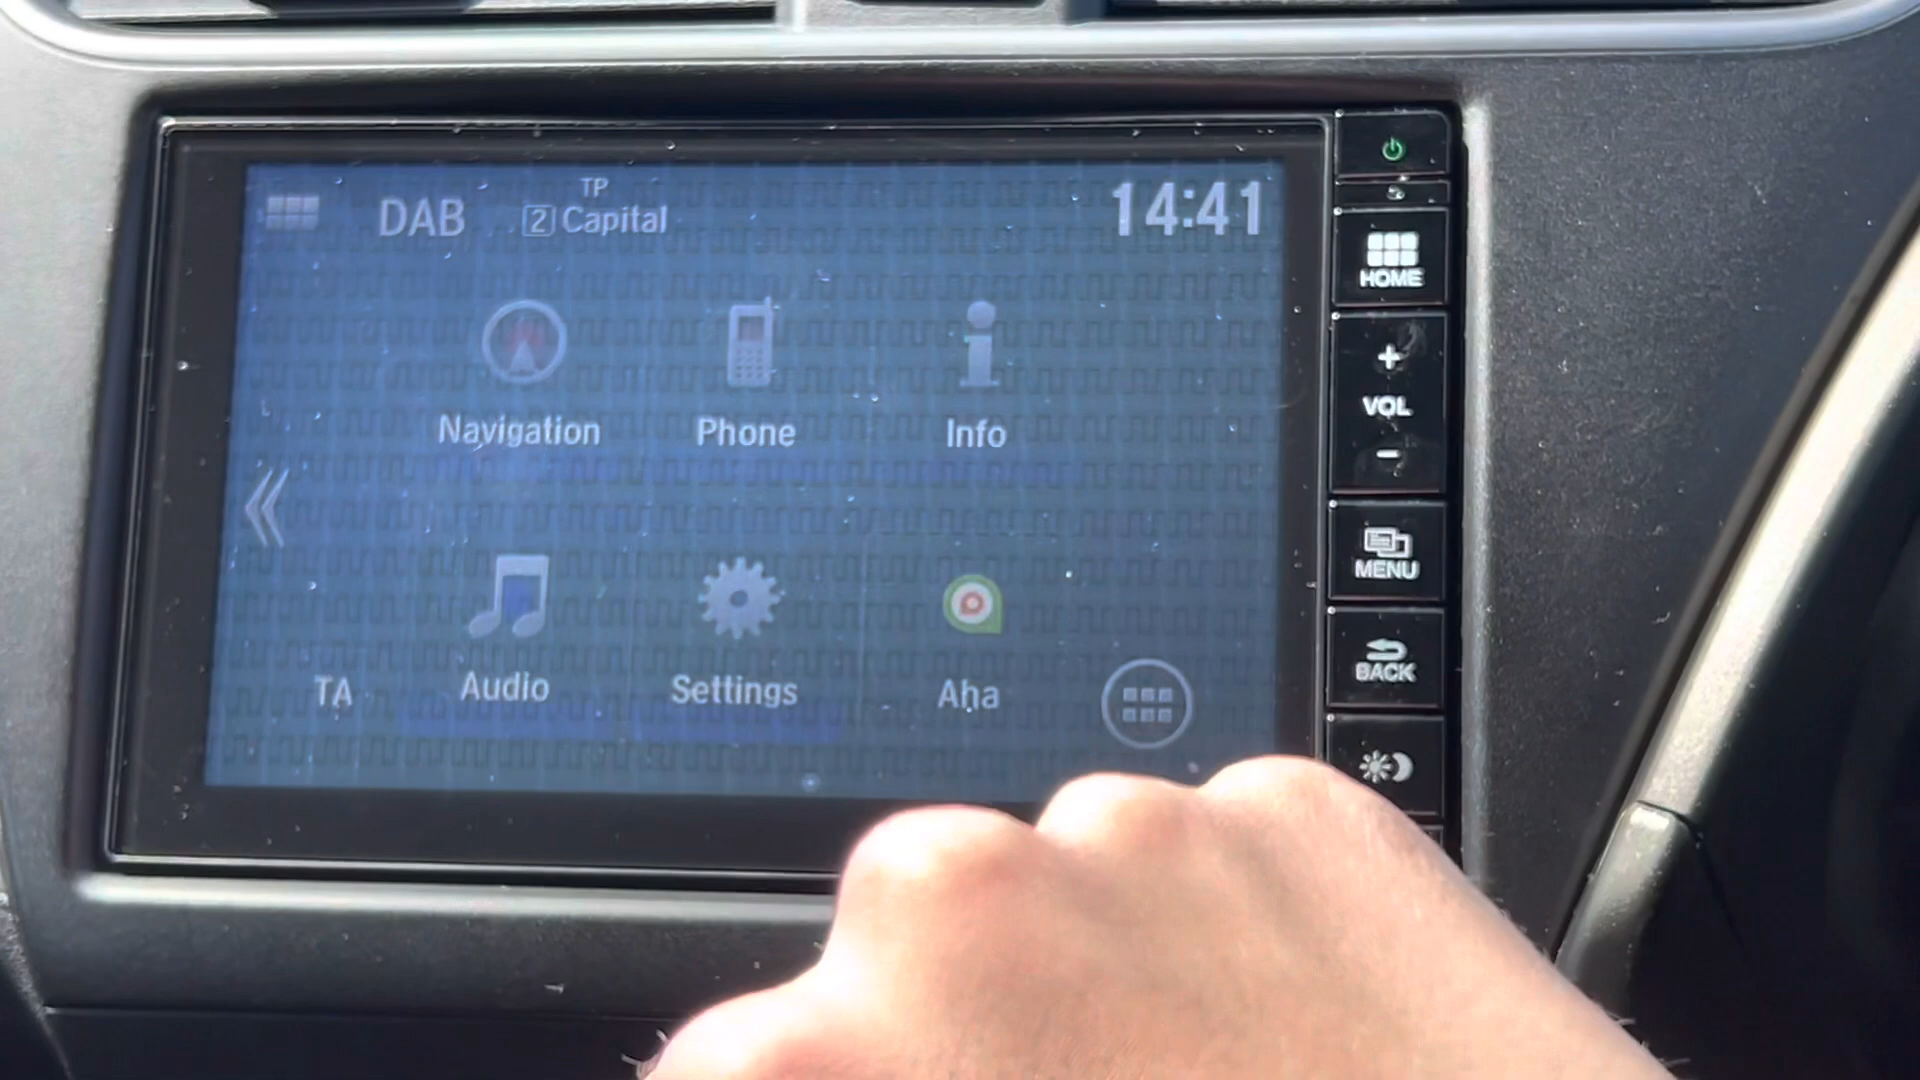 TP
DAB
2 Capital
14:41
Navigation
Phone
Info
TA
Audio
Settings
Aha
HOME
+
VOL
-
MENU
BACK